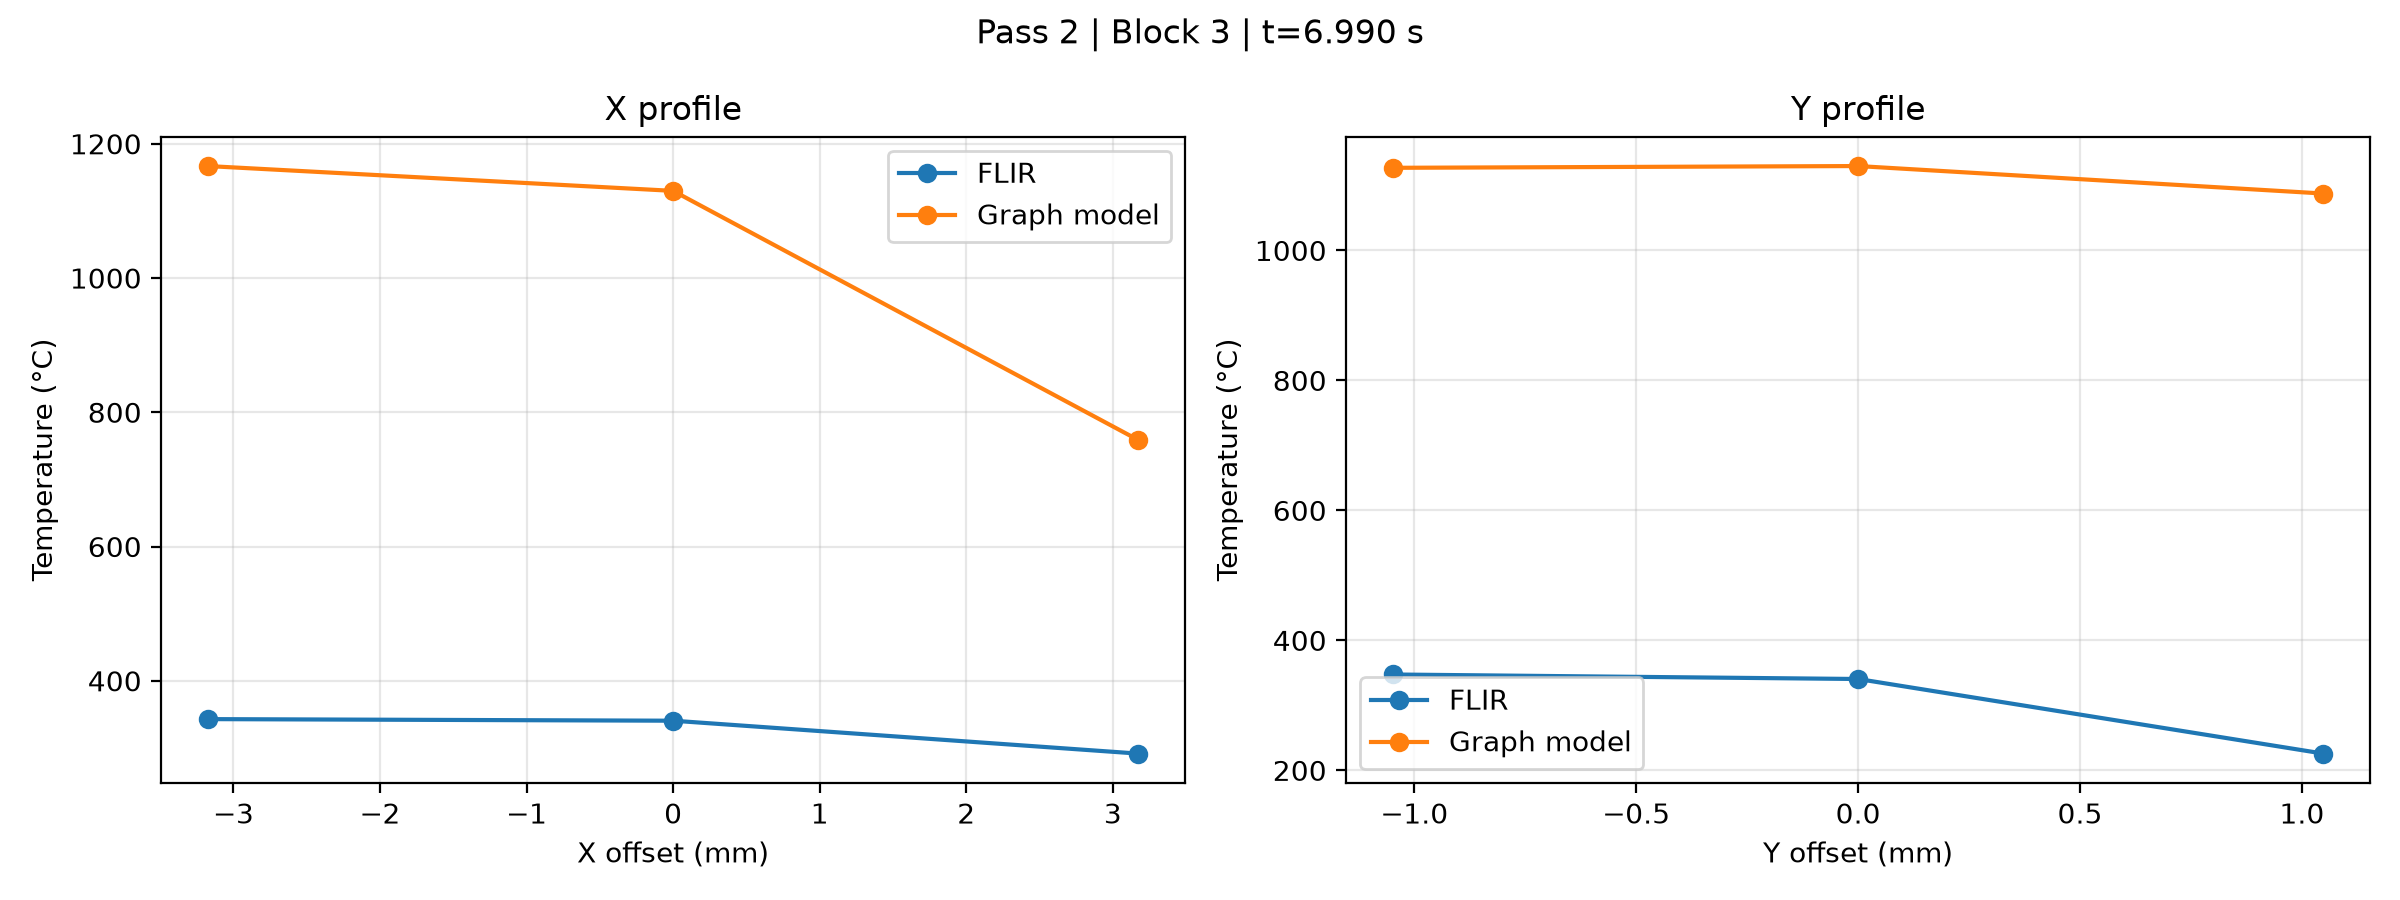 Pass 2 | Block 3 | t=6.990 s
X profile
1200
1000
800
600
400
Temperature (°C)
FLIR
Graph model
−3 −2 −1 0 1 2 3
X offset (mm)
Y profile
1000
800
600
400
200
Temperature (°C)
FLIR
Graph model
−1.0 −0.5 0.0 0.5 1.0
Y offset (mm)